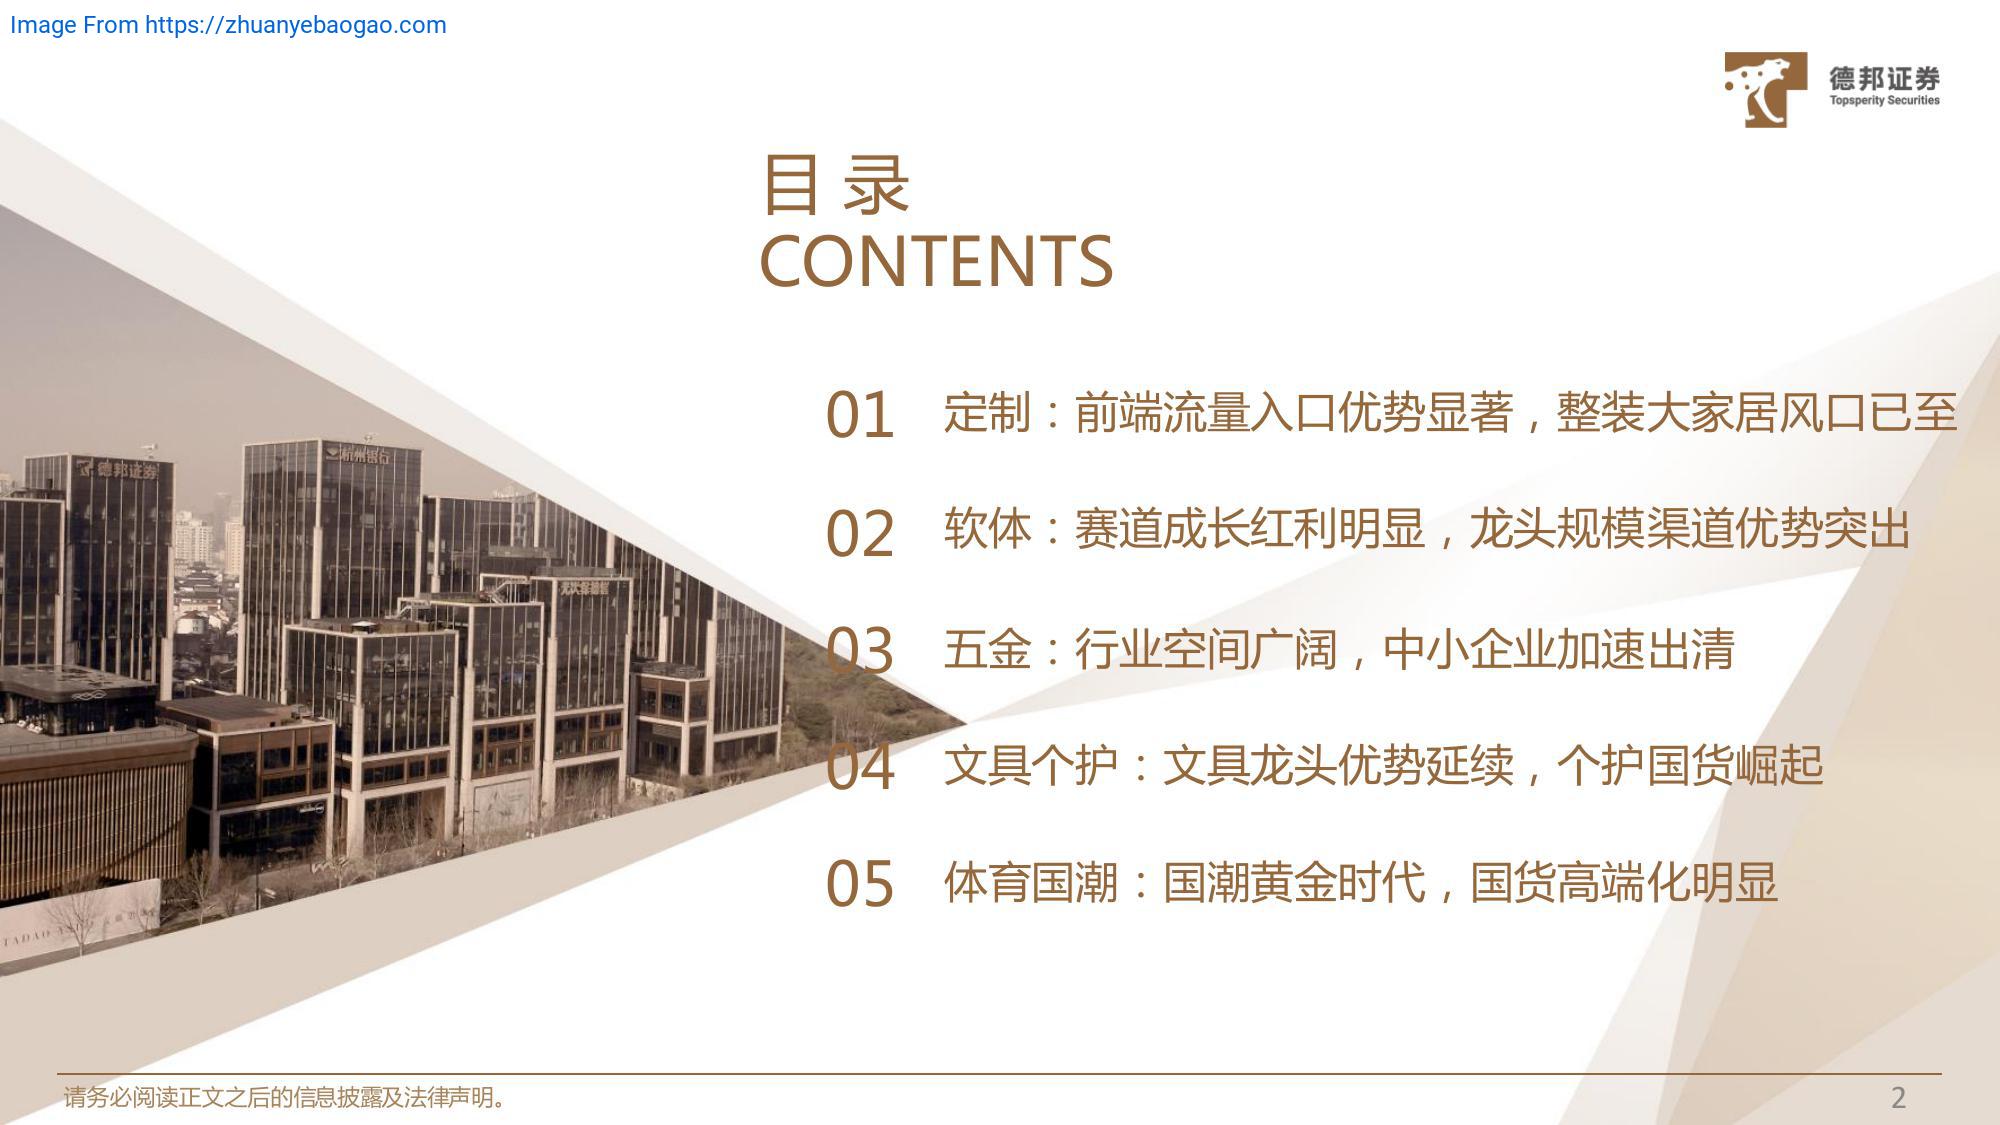 Image From https://zhuanyebaogao.com
德邦证券
Topsperity Securities
目 录
CONTENTS
01 定制：前端流量入口优势显著，整装大家居风口已至
02 软体：赛道成长红利明显，龙头规模渠道优势突出
03 五金：行业空间广阔，中小企业加速出清
04 文具个护：文具龙头优势延续，个护国货崛起
05 体育国潮：国潮黄金时代，国货高端化明显
德邦证券
杭州银行
TADAO
请务必阅读正文之后的信息披露及法律声明。
2